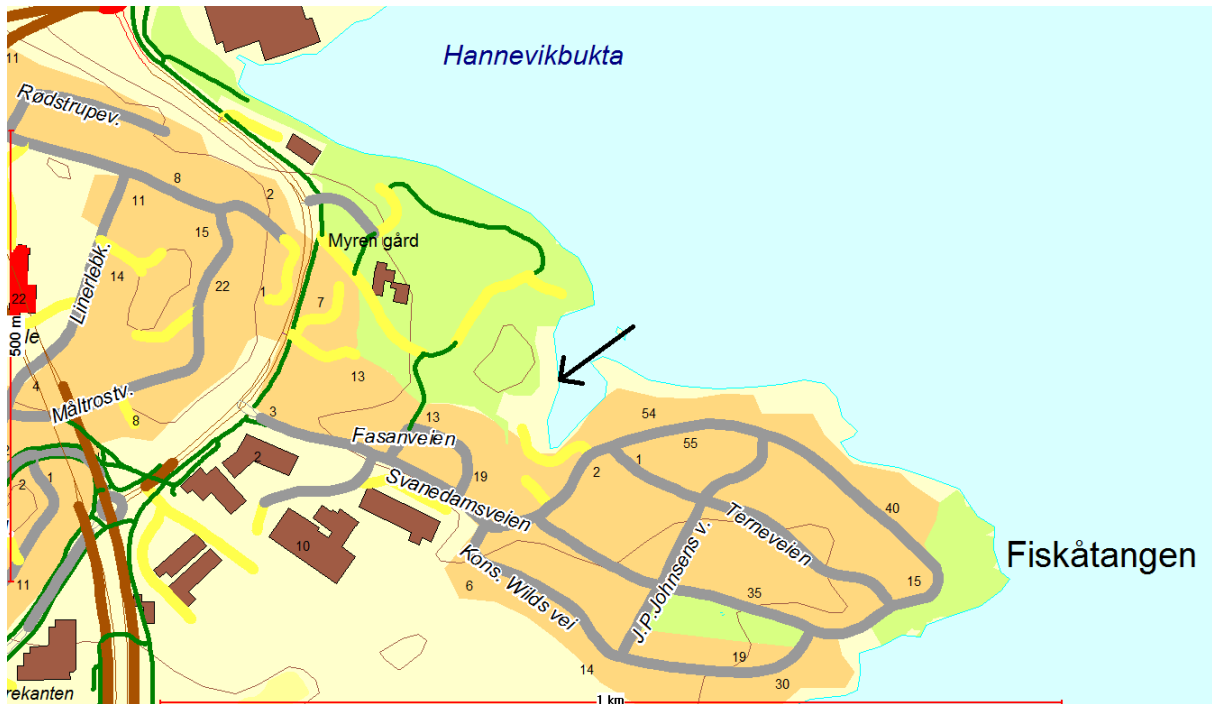 Hannevikbukta
11
Rødstrupev.
8
2
11
15
Myren gård
14
22
1
7
22
Linerlebk.
500 m
le
4
13
54
Måltrostv.
8
3
13
Fasanveien
55
2
1
19
2
1
2
Svanedamsveien
40
J.P.Johnsens v.
Terneveien
10
Kons. Wilds vei
Fiskåtangen
11
6
35
15
19
14
30
rekanten
1 km